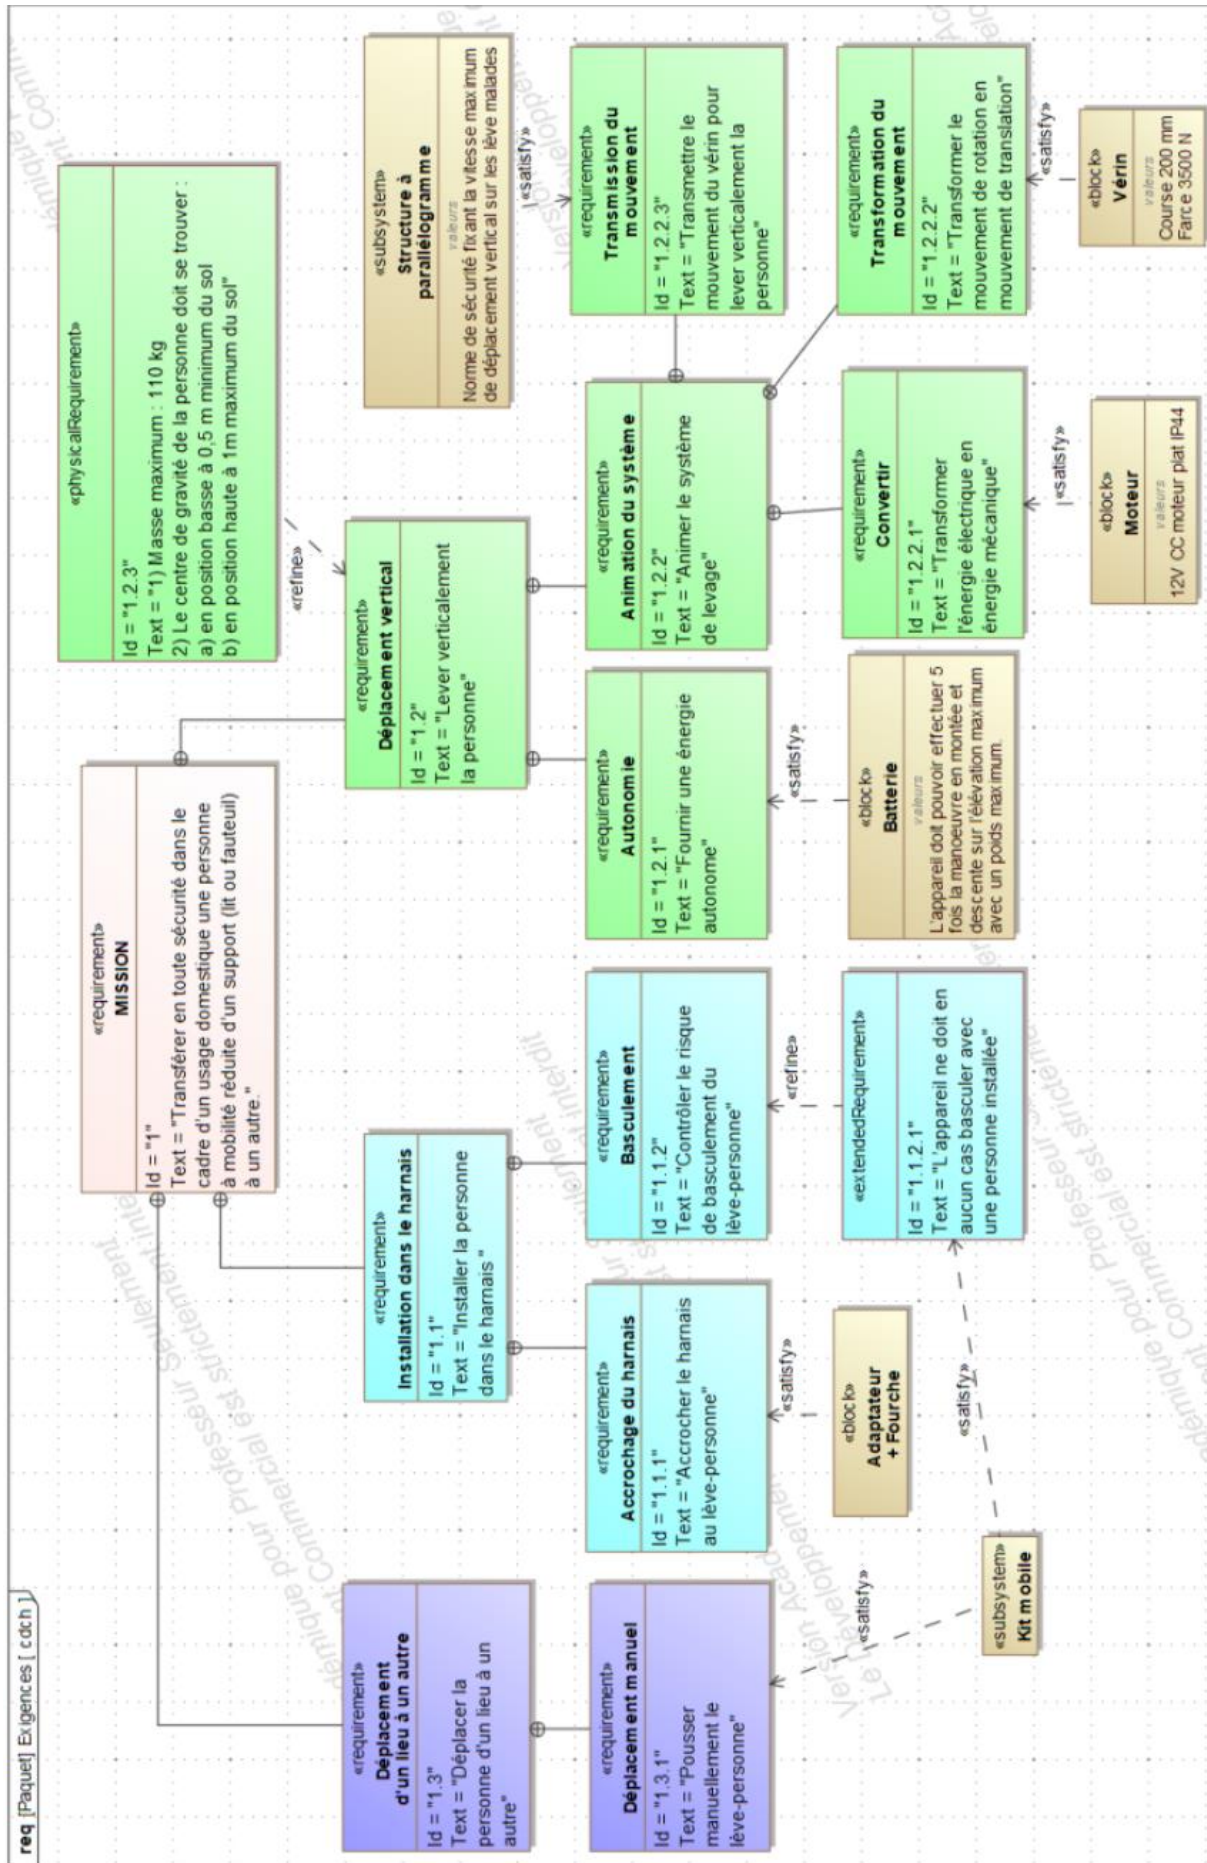 req [Paquet] Exigences [ cdch ]
«requirement»
MISSION
Id = "1"
Text = "Transférer en toute sécurité dans le
cadre d'un usage domestique une personne
à mobilité réduite d'un support (lit ou fauteuil)
à un autre."
«requirement»
Déplacement
d'un lieu à un autre
Id = "1.3"
Text = "Déplacer la
personne d'un lieu à un
autre"
«requirement»
Installation dans le harnais
Id = "1.1"
Text = "Installer la personne
dans le harnais "
«requirement»
Déplacement vertical
Id = "1.2"
Text = "Lever verticalement
la personne"
«refine»
«physicalRequirement»
Id = "1.2.3"
Text = "1) Masse maximum : 110 kg
2) Le centre de gravité de la personne doit se trouver :
a) en position basse à 0,5 m minimum du sol
b) en position haute à 1m maximum du sol"
«subsystem»
Structure à
parallélogramme
valeurs
Norme de sécurité fixant la vitesse maximum
de déplacement vertical sur les lève malades
«satisfy»
«requirement»
Déplacement manuel
Id = "1.3.1"
Text = "Pousser
manuellement le
lève-personne"
«requirement»
Accrochage du harnais
Id = "1.1.1"
Text = "Accrocher le harnais
au lève-personne"
«requirement»
Basculement
Id = "1.1.2"
Text = "Contrôler le risque
de basculement du
lève-personne"
«requirement»
Autonomie
Id = "1.2.1"
Text = "Fournir une énergie
autonome"
«requirement»
Animation du système
Id = "1.2.2"
Text = "Animer le système
de levage"
«requirement»
Transmission du
mouvement
Id = "1.2.2.3"
Text = "Transmettre le
mouvement du vérin pour
lever verticalement la
personne"
«satisfy»
«satisfy»
«refine»
«satisfy»
«subsystem»
Kit mobile
«satisfy»
«block»
Adaptateur
+ Fourche
«extendedRequirement»
Id = "1.1.2.1"
Text = "L'appareil ne doit en
aucun cas basculer avec
une personne installée"
«block»
Batterie
valeurs
L'appareil doit pouvoir effectuer 5
fois la manoeuvre en montée et
descente sur l'élévation maximum
avec un poids maximum.
«requirement»
Convertir
Id = "1.2.2.1"
Text = "Transformer
l'énergie électrique en
énergie mécanique"
«requirement»
Transformation du
mouvement
Id = "1.2.2.2"
Text = "Transformer le
mouvement de rotation en
mouvement de translation"
«satisfy»
«satisfy»
«block»
Moteur
valeurs
12V CC moteur plat IP44
«block»
Vérin
valeurs
Course 200 mm
Farce 3500 N